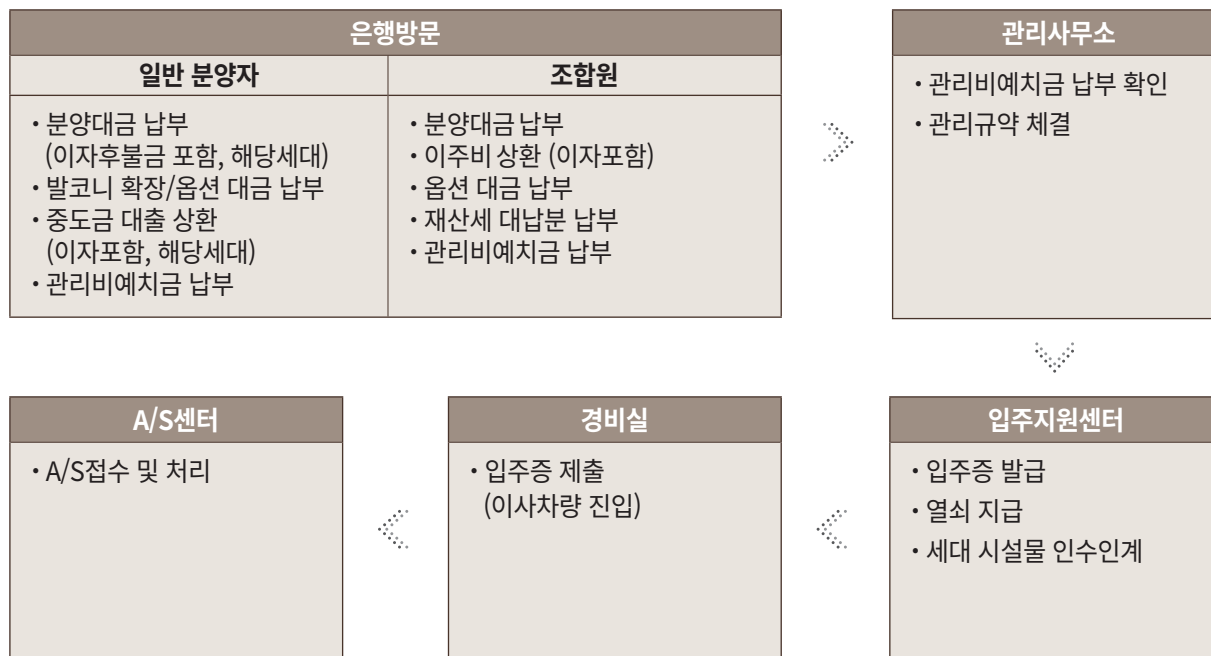 은행방문
일반 분양자
• 분양대금 납부
(이자후불금 포함, 해당세대)
• 발코니 확장/옵션 대금 납부
• 중도금 대출 상환
(이자포함, 해당세대)
• 관리비예치금 납부
조합원
• 분양대금 납부
• 이주비 상환 (이자포함)
• 옵션 대금 납부
• 재산세 대납분 납부
• 관리비예치금 납부
관리사무소
• 관리비예치금 납부 확인
• 관리규약 체결
입주지원센터
• 입주증 발급
• 열쇠 지급
• 세대 시설물 인수인계
경비실
• 입주증 제출
(이사차량 진입)
A/S센터
• A/S접수 및 처리